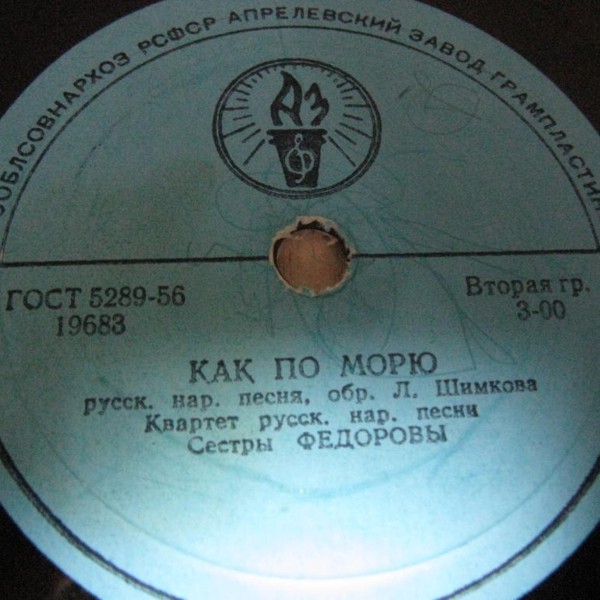 ОБЛСОВНАРХОЗ РСФСР АПРЕЛЕВСКИЙ ЗАВОД ГРАМПЛАСТИН
АЗ
ГОСТ 5289-56
19683
Вторая гр.
3-00
КАК ПО МОРЮ
русск. нар. песня, обр. Л. Шимкова
Квартет русск. нар. песни
Сестры ФЕДОРОВЫ